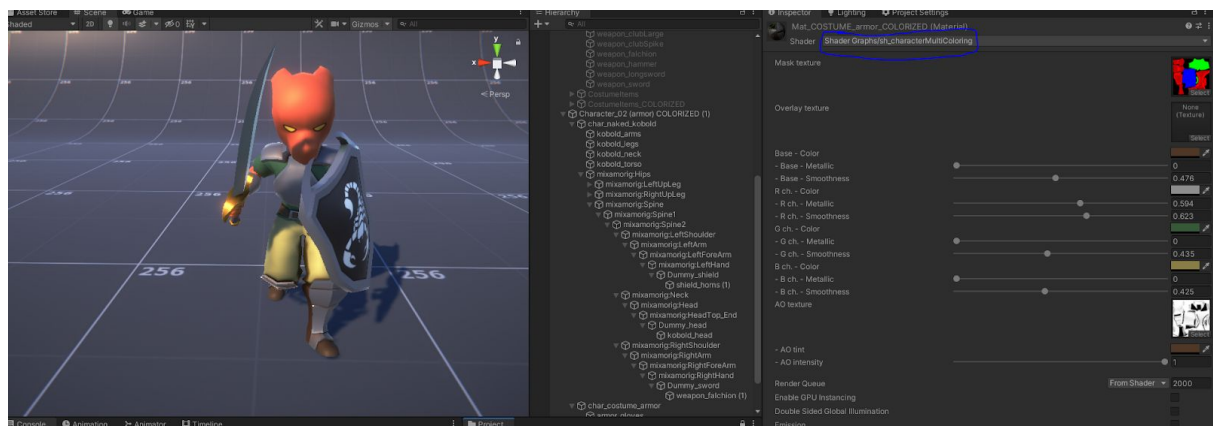 Asset Store
Scene
Game
Shaded
2D
0
Gizmos
All
y
x
Persp
256
256
256
256
Console
Animation
Animator
Timeline
Hierarchy
All
weapon_clubLarge
weapon_clubSpike
weapon_falchion
weapon_hammer
weapon_longsword
weapon_sword
CostumeItems
CostumeItems_COLORIZED
Character_02 (armor) COLORIZED (1)
char_naked_kobold
kobold_arms
kobold_legs
kobold_neck
kobold_torso
mixamorig:Hips
mixamorig:LeftUpLeg
mixamorig:RightUpLeg
mixamorig:Spine
mixamorig:Spine1
mixamorig:Spine2
mixamorig:LeftShoulder
mixamorig:LeftArm
mixamorig:LeftForeArm
mixamorig:LeftHand
Dummy_shield
shield_horns (1)
mixamorig:Neck
mixamorig:Head
mixamorig:HeadTop_End
Dummy_head
kobold_head
mixamorig:RightShoulder
mixamorig:RightArm
mixamorig:RightForeArm
mixamorig:RightHand
Dummy_sword
weapon_falchion (1)
char_costume_armor
armor_gloves
Project
Inspector
Lighting
Project Settings
Mat_COSTUME_armor_COLORIZED (Material)
Shader Shader Graphs/sh_characterMultiColoring
Mask texture
Select
Overlay texture
None
(Texture)
Select
Base - Color
- Base - Metallic 0
- Base - Smoothness 0.476
R ch. - Color
- R ch. - Metallic 0.594
- R ch. - Smoothness 0.623
G ch. - Color
- G ch. - Metallic 0
- G ch. - Smoothness 0.435
B ch. - Color
- B ch. - Metallic 0
- B ch. - Smoothness 0.425
AO texture
Select
- AO tint
- AO intensity 1
Render Queue From Shader 2000
Enable GPU Instancing
Double Sided Global Illumination
Emission